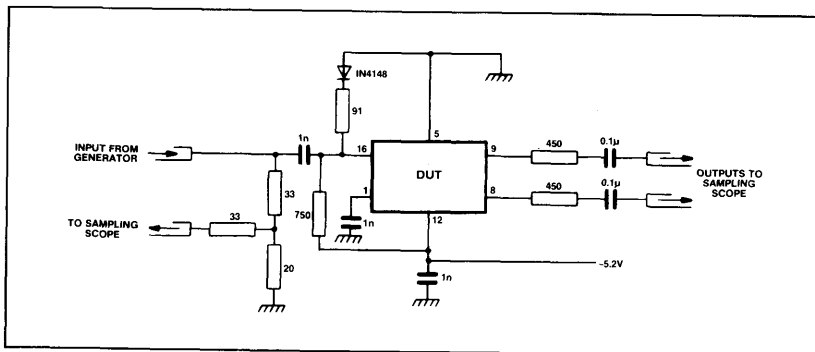 IN4148
91
INPUT FROM
GENERATOR
1n
16
5
9
450
0.1µ
DUT
OUTPUTS TO
SAMPLING
SCOPE
33
1
8
450
0.1µ
TO SAMPLING
SCOPE
33
750
1n
12
20
1n
–5.2V